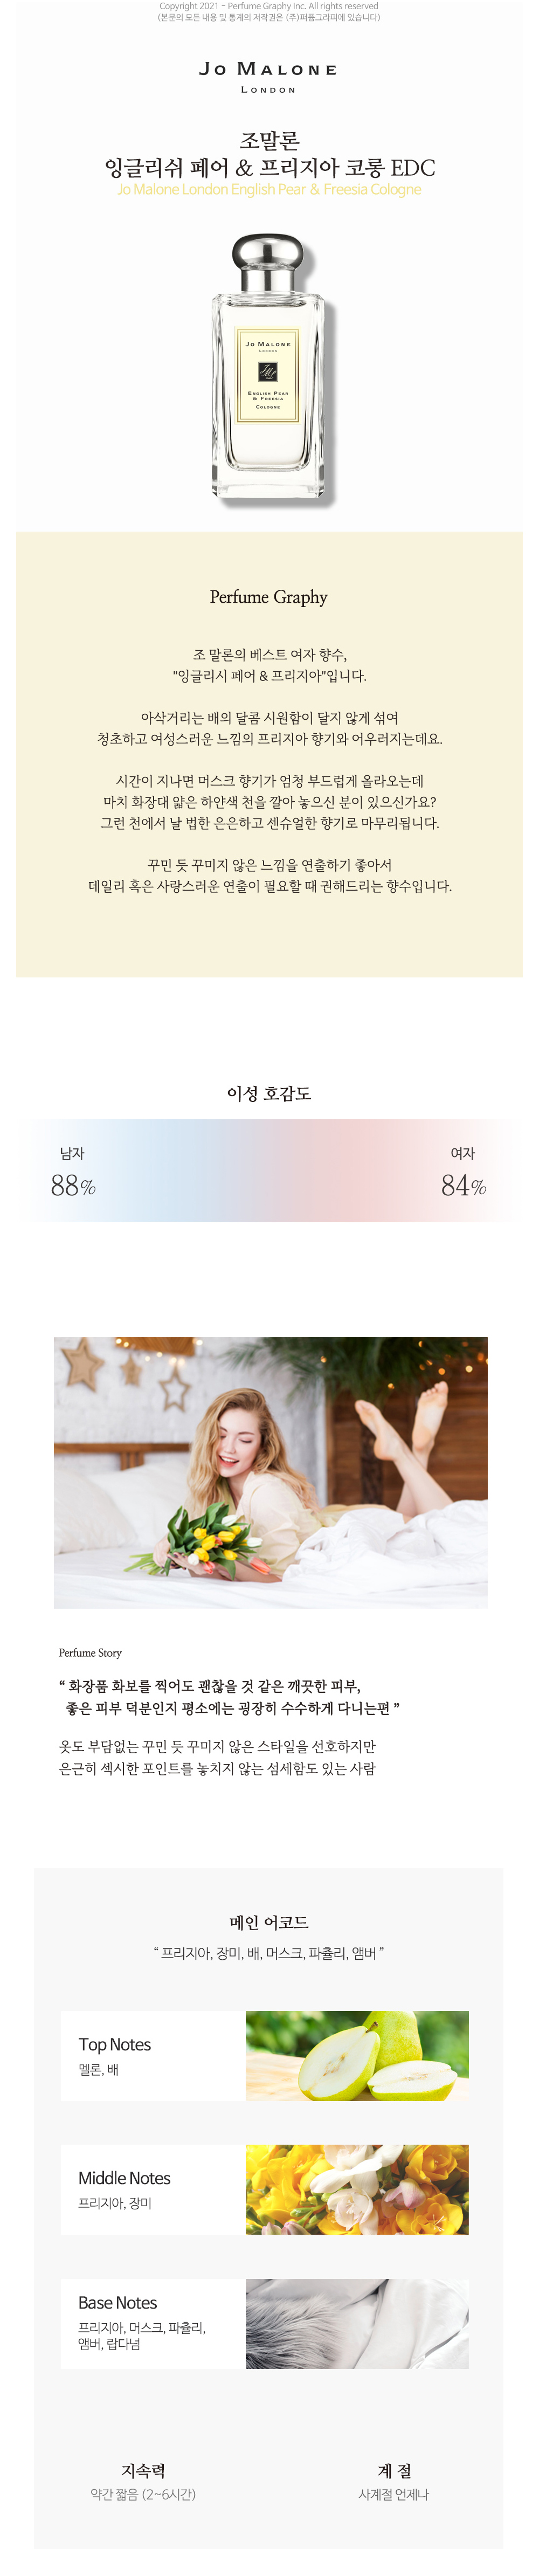 Copyright 2021 - Perfume Graphy Inc. All rights reserved
(본문의 모든 내용 및 통계의 저작권은 (주)퍼퓸그라피에 있습니다)
JO MALONE
LONDON
조말론
잉글리쉬 페어 & 프리지아 코롱 EDC
Jo Malone London English Pear & Freesia Cologne
JO MALONE
LONDON
ENGLISH PEAR
& FREESIA
COLOGNE
Perfume Graphy
조 말론의 베스트 여자 향수,
"잉글리시 페어 & 프리지아"입니다.
아삭거리는 배의 달콤 시원함이 달지 않게 섞여
청초하고 여성스러운 느낌의 프리지아 향기와 어우러지는데요.
시간이 지나면 머스크 향기가 엄청 부드럽게 올라오는데
마치 화장대 얇은 하얀색 천을 깔아 놓으신 분이 있으신가요?
그런 천에서 날 법한 은은하고 센슈얼한 향기로 마무리됩니다.
꾸민 듯 꾸미지 않은 느낌을 연출하기 좋아서
데일리 혹은 사랑스러운 연출이 필요할 때 권해드리는 향수입니다.
이성 호감도
남자 여자
88% 84%
Perfume Story
“ 화장품 화보를 찍어도 괜찮을 것 같은 깨끗한 피부,
좋은 피부 덕분인지 평소에는 굉장히 수수하게 다니는편 ”
옷도 부담없는 꾸민 듯 꾸미지 않은 스타일을 선호하지만
은근히 섹시한 포인트를 놓치지 않는 섬세함도 있는 사람
메인 어코드
“ 프리지아, 장미, 배, 머스크, 파츌리, 앰버 ”
Top Notes
멜론, 배
Middle Notes
프리지아, 장미
Base Notes
프리지아, 머스크, 파츌리,
앰버, 랍다넘
지속력 계 절
약간 짧음 (2~6시간) 사계절 언제나